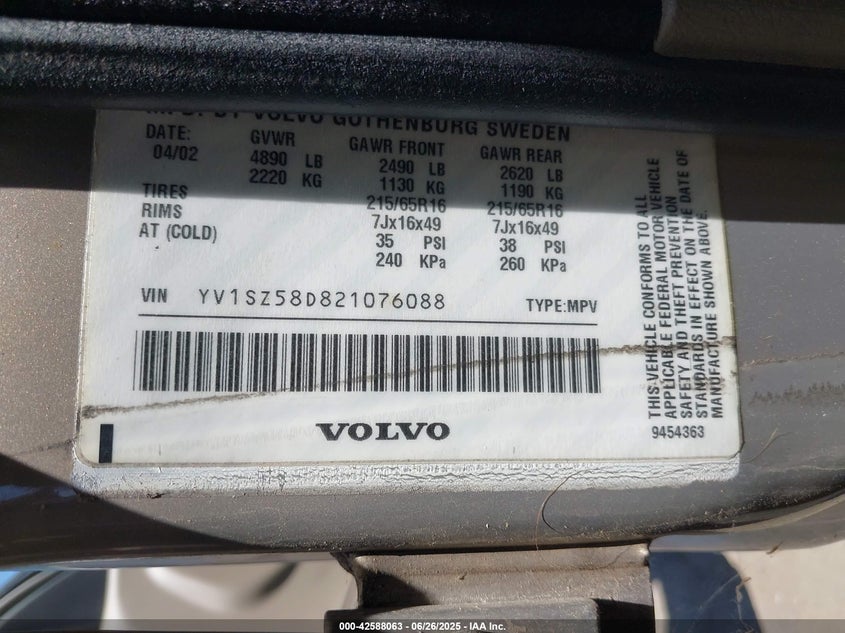 MFD. BY VOLVO GOTHENBURG SWEDEN
DATE: GVWR GAWR FRONT GAWR REAR
04/02 4890 LB 2490 LB 2620 LB
2220 KG 1130 KG 1190 KG
TIRES 215/65R16 215/65R16
RIMS 7Jx16x49 7Jx16x49
AT (COLD) 35 PSI 38 PSI
240 KPa 260 KPa
VIN YV1SZ58D821076088 TYPE:MPV
VOLVO
THIS VEHICLE CONFORMS TO ALL
APPLICABLE FEDERAL MOTOR VEHICLE
SAFETY AND THEFT PREVENTION
STANDARDS IN EFFECT ON THE DATE OF
MANUFACTURE SHOWN ABOVE.
9454363
000-42588063 - 06/26/2025 - IAA Inc.